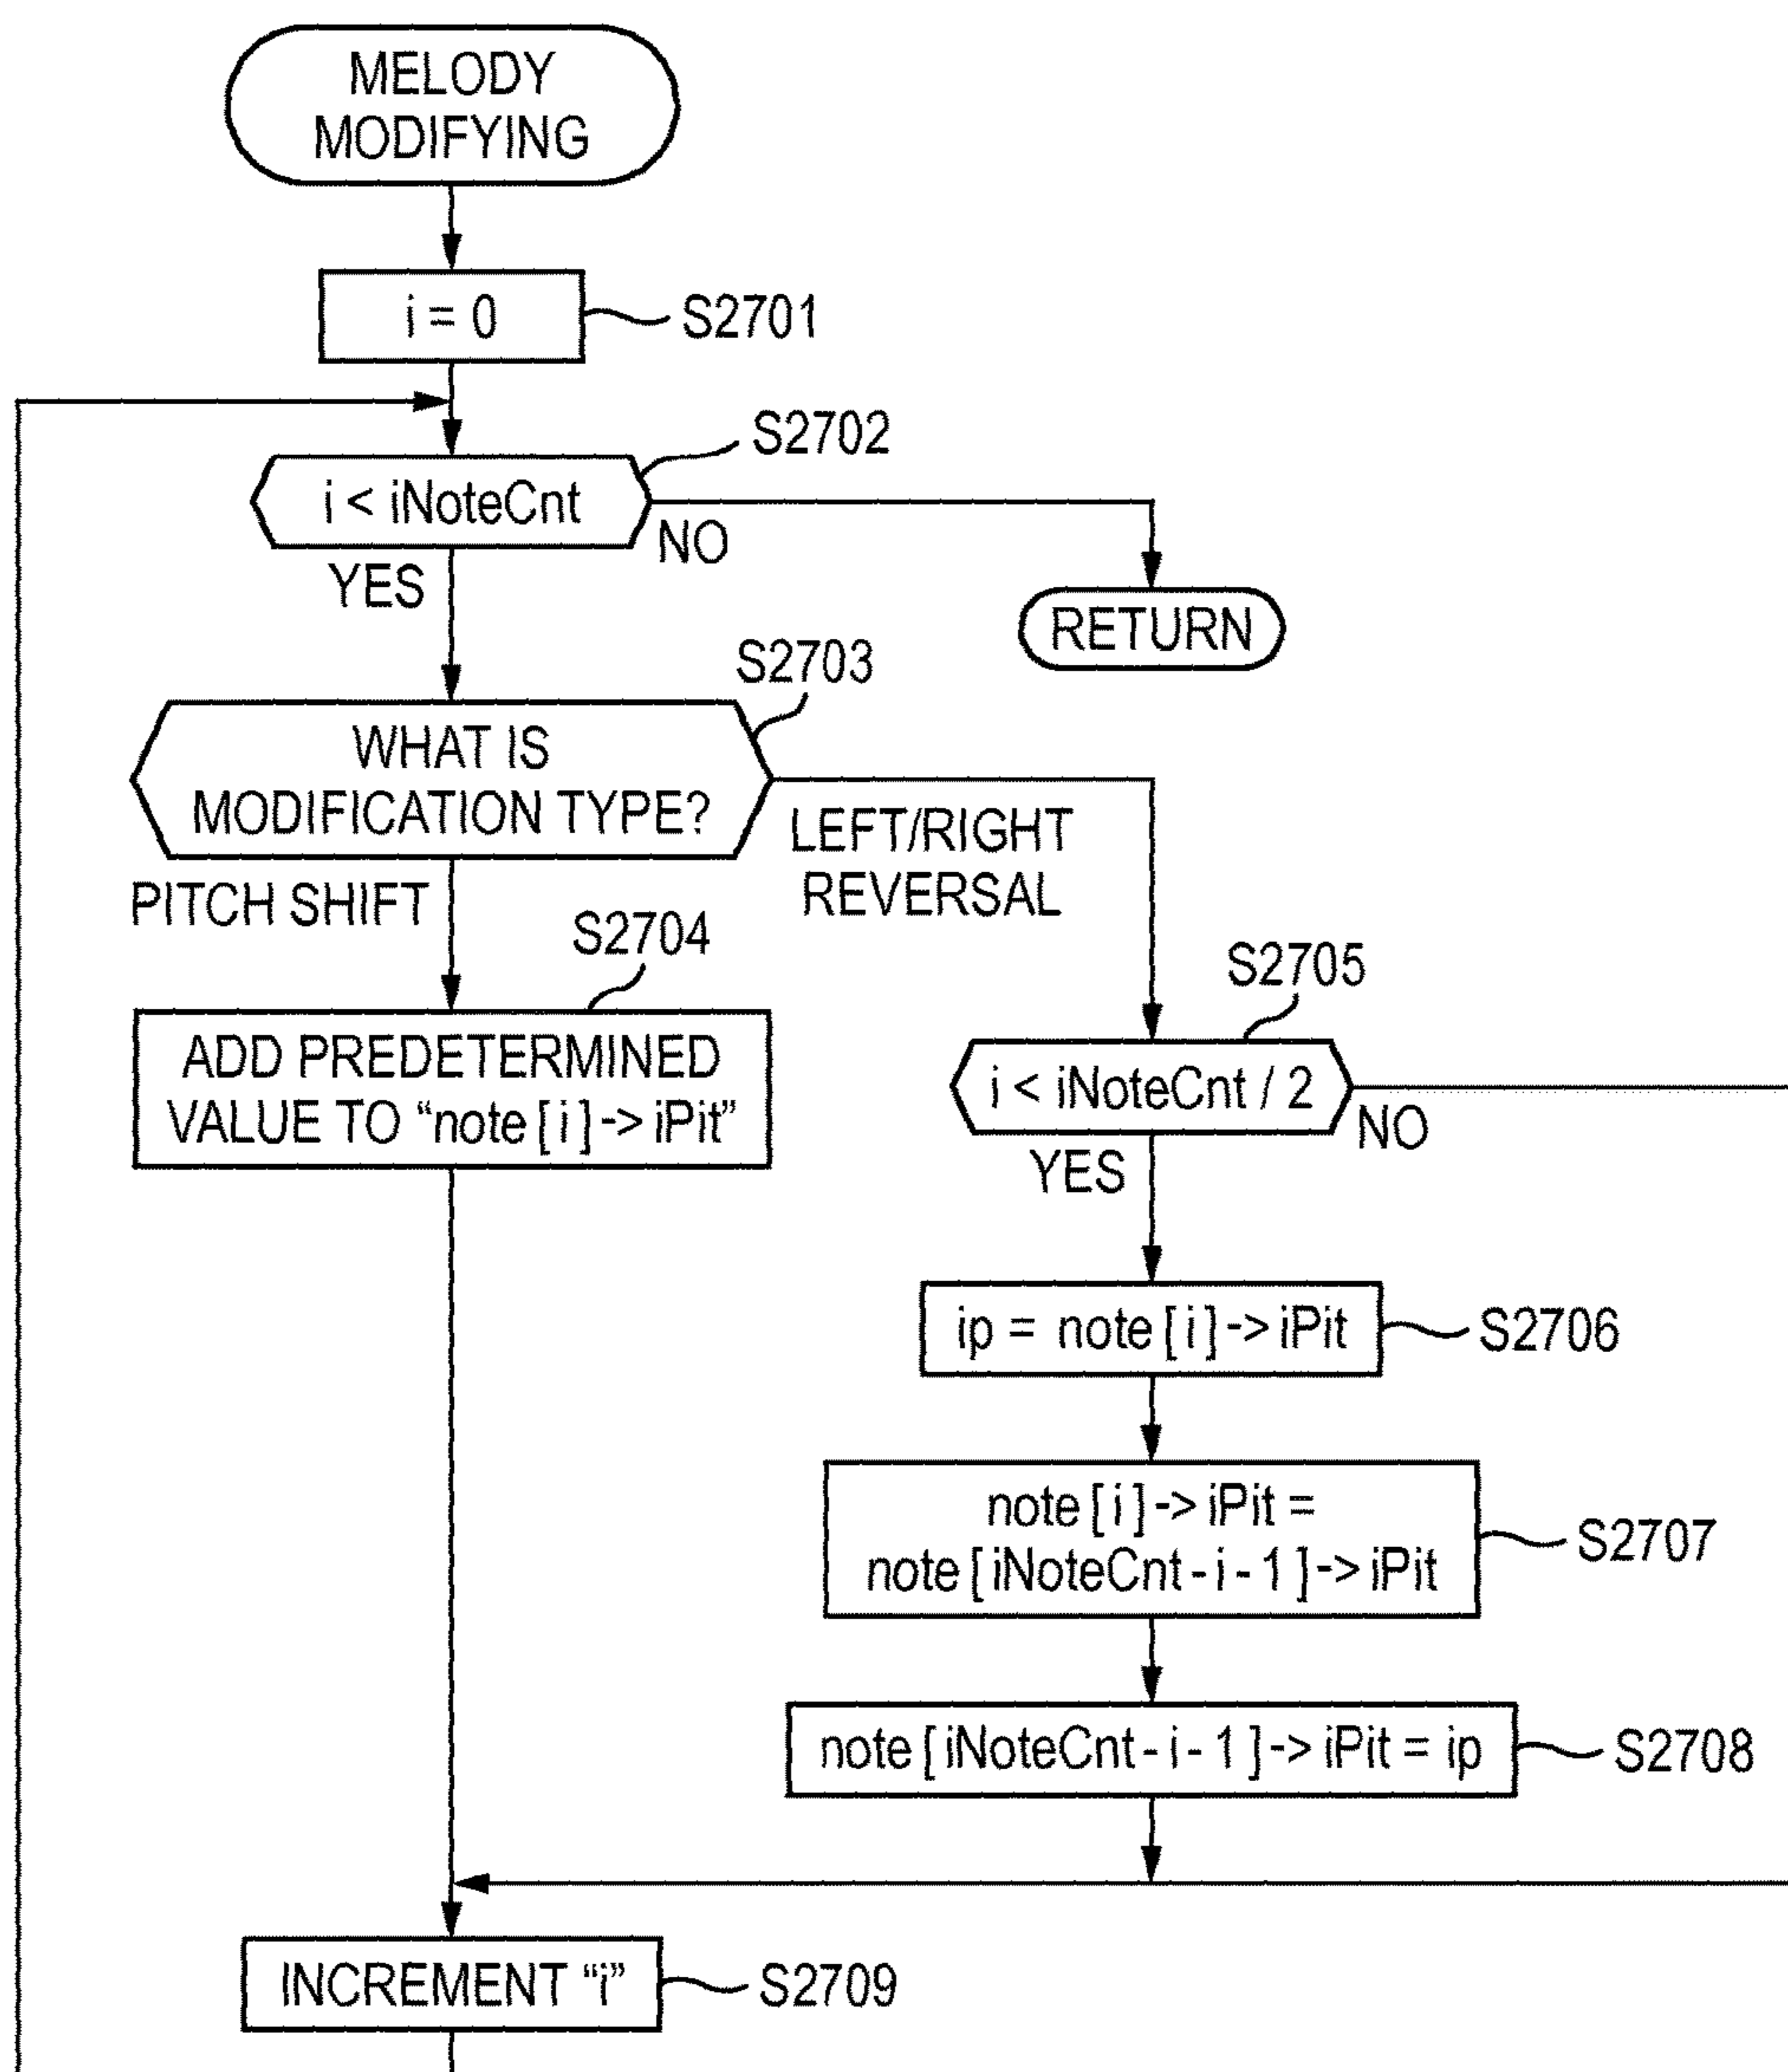 MELODY
MODIFYING
i = 0
S2701
S2702
i < iNoteCnt
NO
YES
RETURN
S2703
WHAT IS
MODIFICATION TYPE?
LEFT/RIGHT
REVERSAL
PITCH SHIFT
S2704
S2705
ADD PREDETERMINED
VALUE TO “note [ i ] -> iPit”
i < iNoteCnt / 2
NO
YES
ip = note [ i ] -> iPit
S2706
note [ i ] -> iPit =
note [ iNoteCnt - i - 1 ] -> iPit
S2707
note [ iNoteCnt - i - 1 ] -> iPit = ip
S2708
INCREMENT “i”
S2709